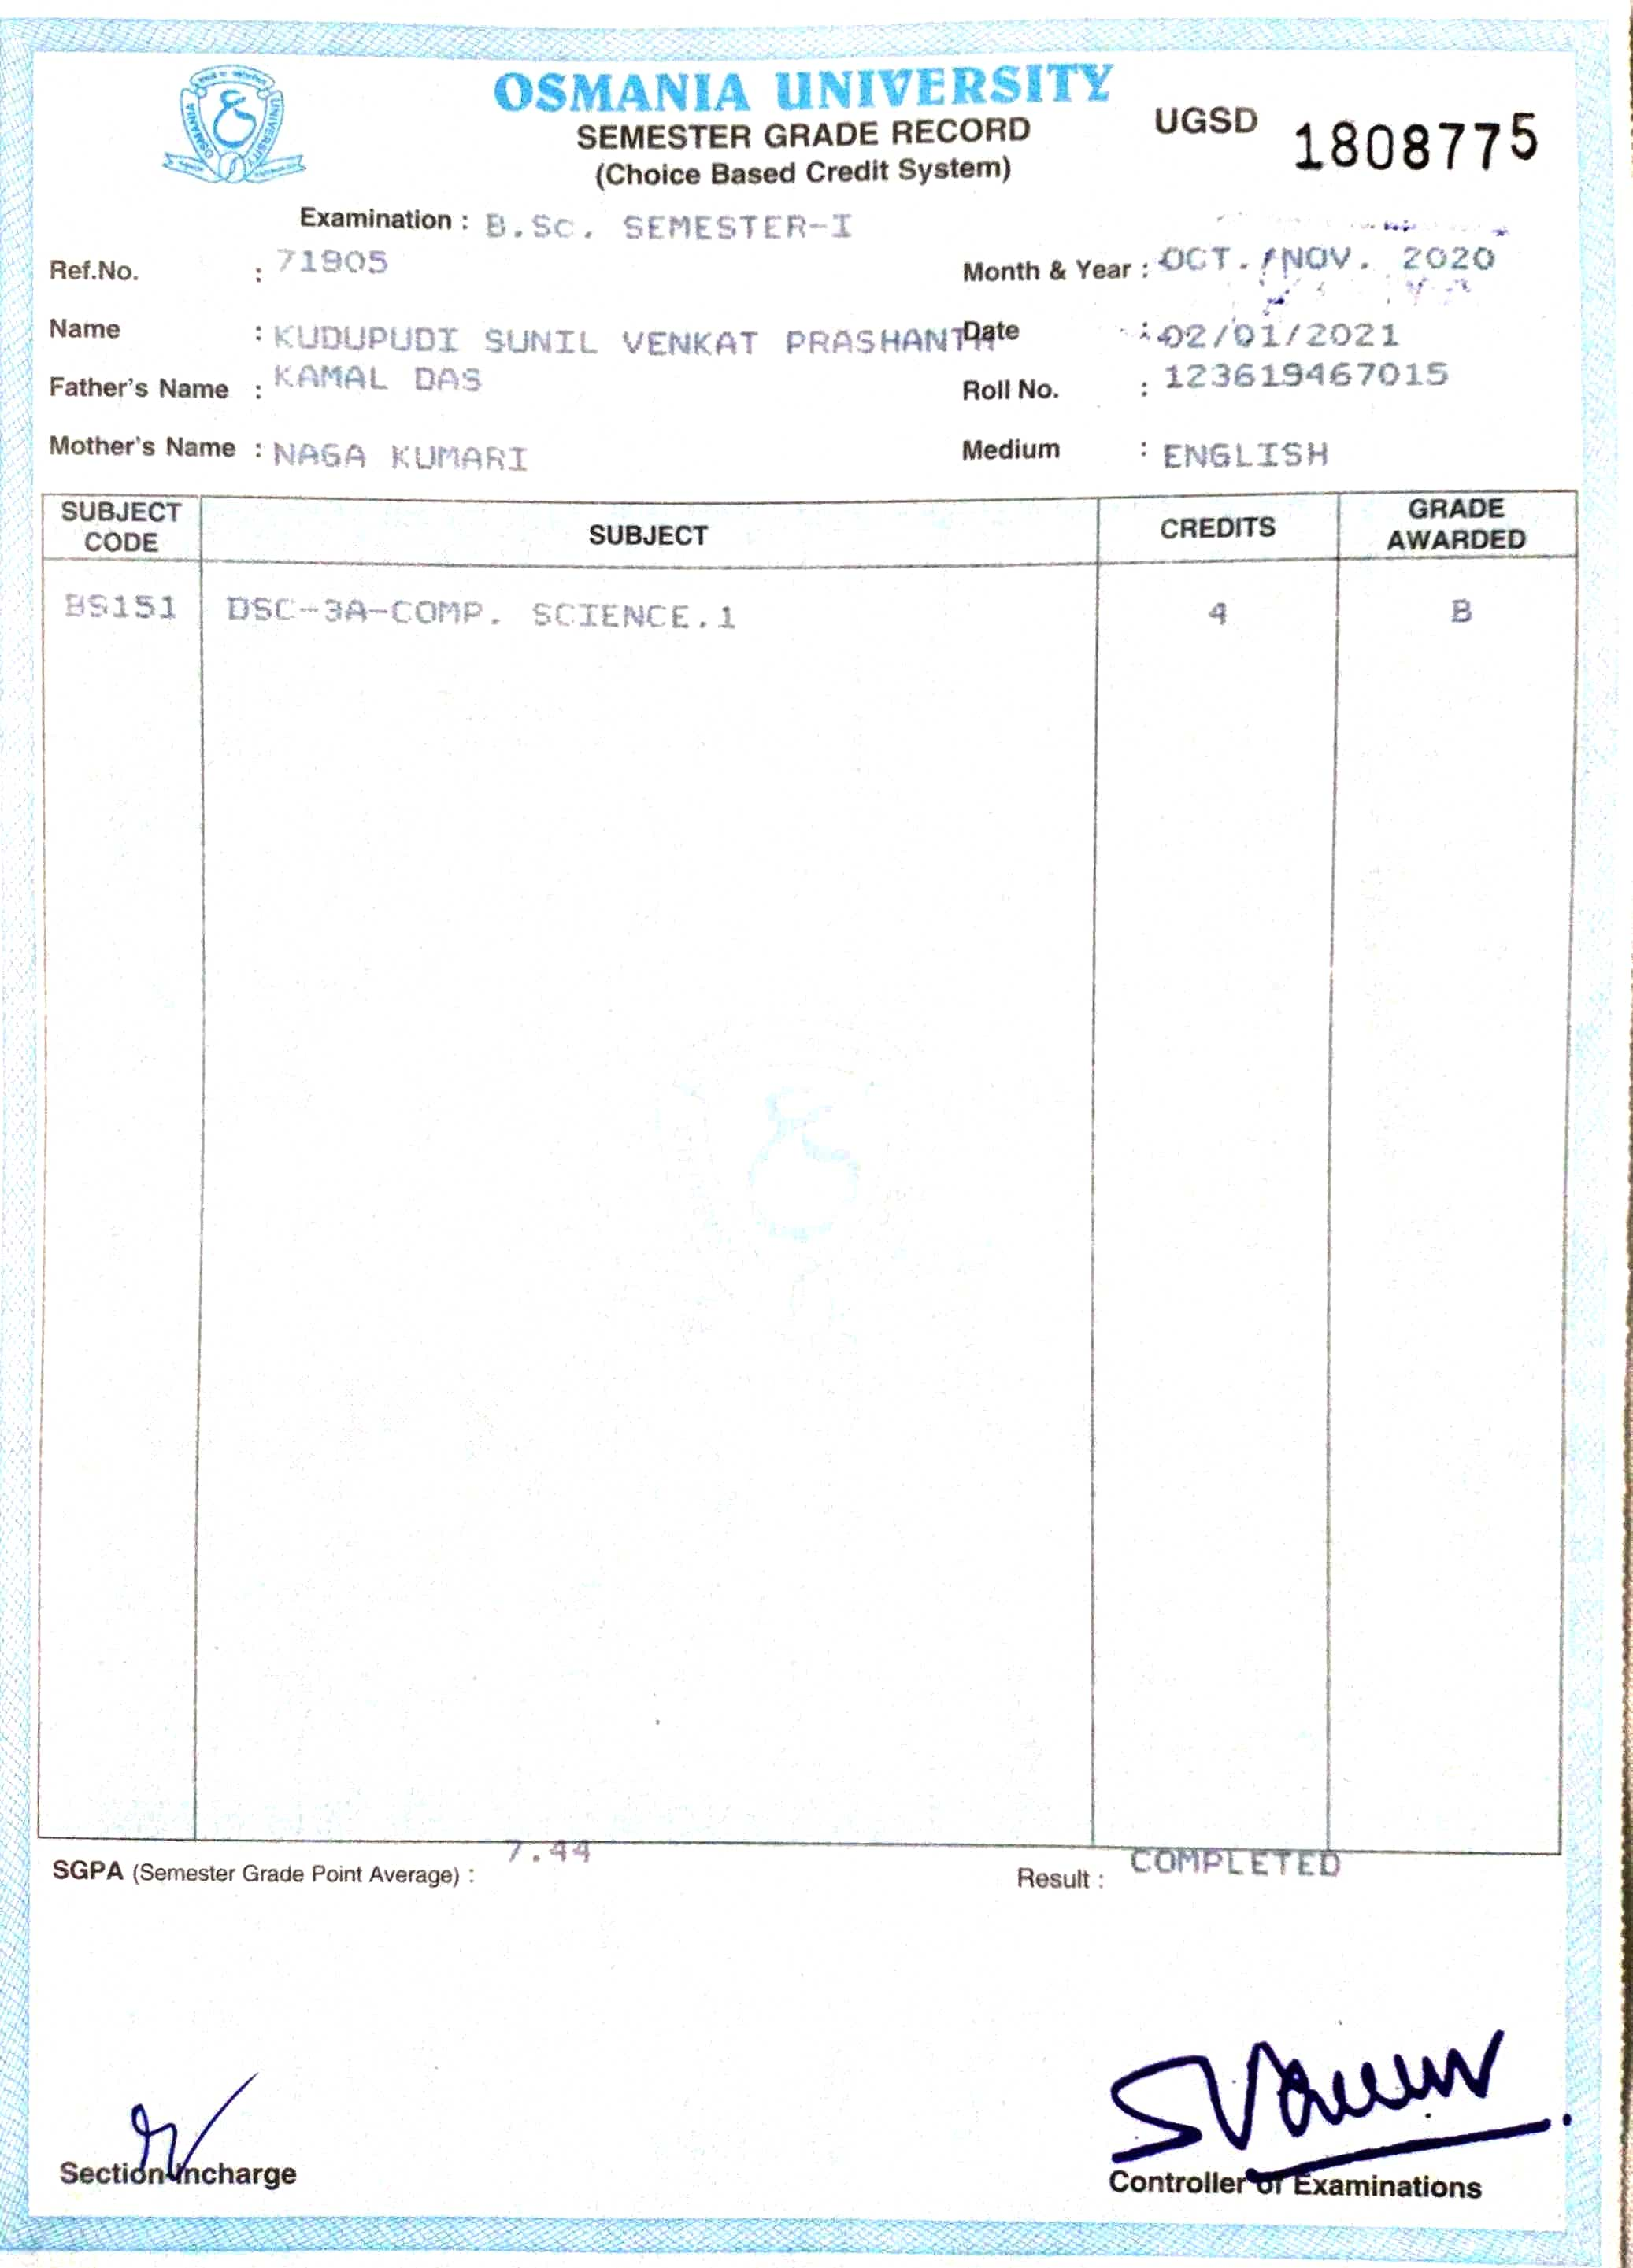 OSMANIA UNIVERSITY
SEMESTER GRADE RECORD
(Choice Based Credit System)
UGSD 1808775
OSMANIA UNIVERSITY
Examination : B.Sc. SEMESTER-I
Ref.No. : 71905
Month & Year : OCT./NOV. 2020
Name : KUDUPUDI SUNIL VENKAT PRASHANTH
Date : 02/01/2021
Father's Name : KAMAL DAS
Roll No. : 123619467015
Mother's Name : NAGA KUMARI
Medium : ENGLISH
SUBJECT CODE SUBJECT CREDITS GRADE AWARDED
BS151 DSC-3A-COMP. SCIENCE.1 4 B
SGPA (Semester Grade Point Average) : 7.44
Result : COMPLETED
Section Incharge
Controller of Examinations